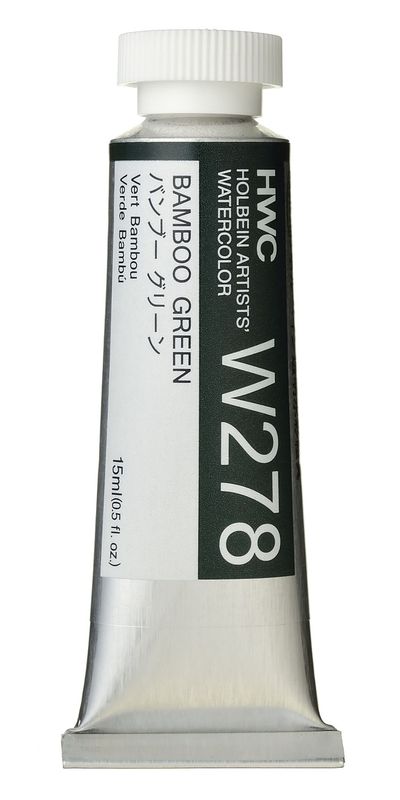 HWC
HOLBEIN ARTISTS'
WATERCOLOR
W278
BAMBOO GREEN
バンブー グリーン
Vert Bambou
Verde Bambú
15ml(0.5 fl. oz.)